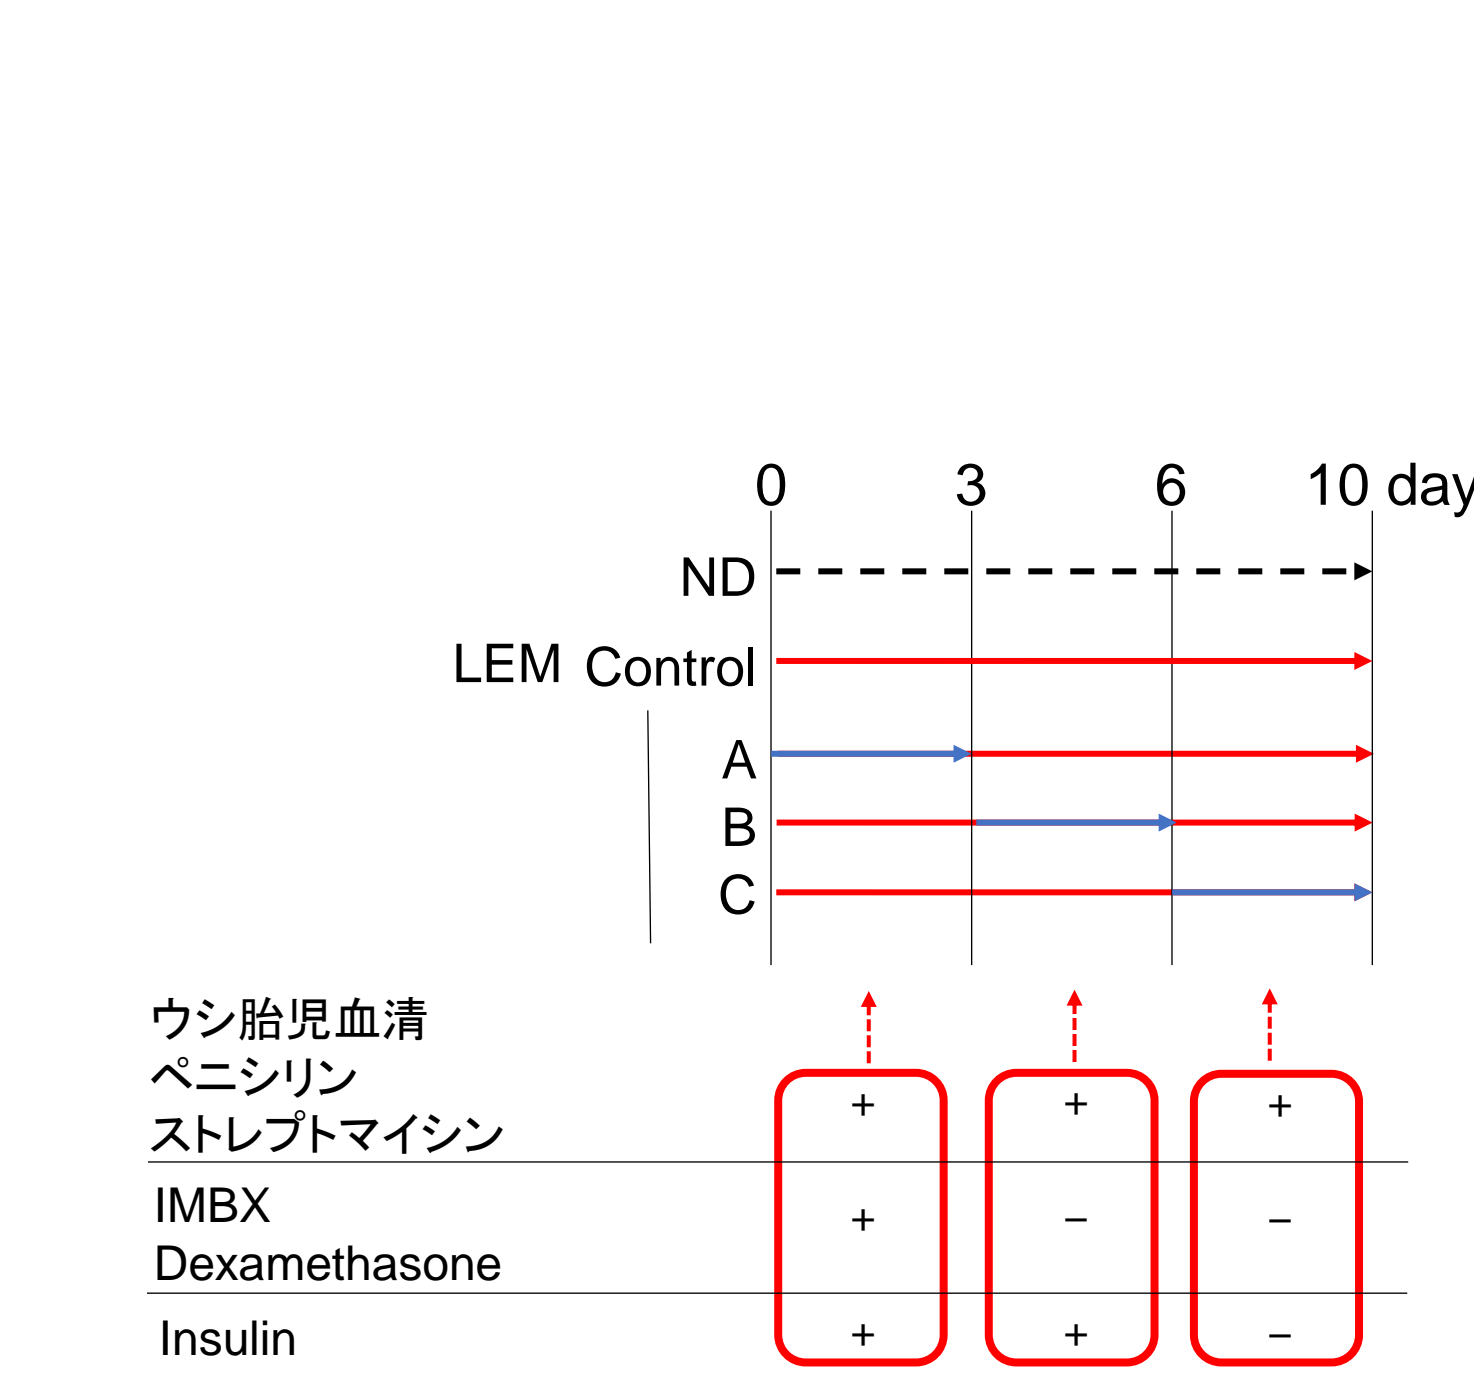 0 3 6 10 day
ND
LEM Control
A
B
C
ウシ胎児血清
ペニシリン
ストレプトマイシン
+ + +
IMBX
+ − −
Dexamethasone
Insulin + + −